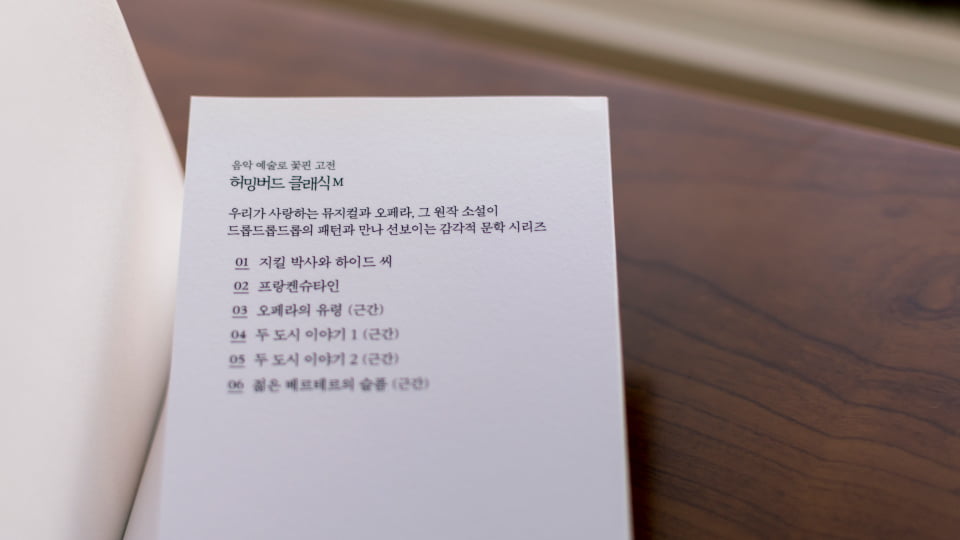 음악 예술로 꽃핀 고전
허밍버드 클래식 M
우리가 사랑하는 뮤지컬과 오페라, 그 원작 소설이
드롭드롭드롭의 패턴과 만나 선보이는 감각적 문학 시리즈
01 지킬 박사와 하이드 씨
02 프랑켄슈타인
03 오페라의 유령 (근간)
04 두 도시 이야기 1 (근간)
05 두 도시 이야기 2 (근간)
06 젊은 베르테르의 슬픔 (근간)